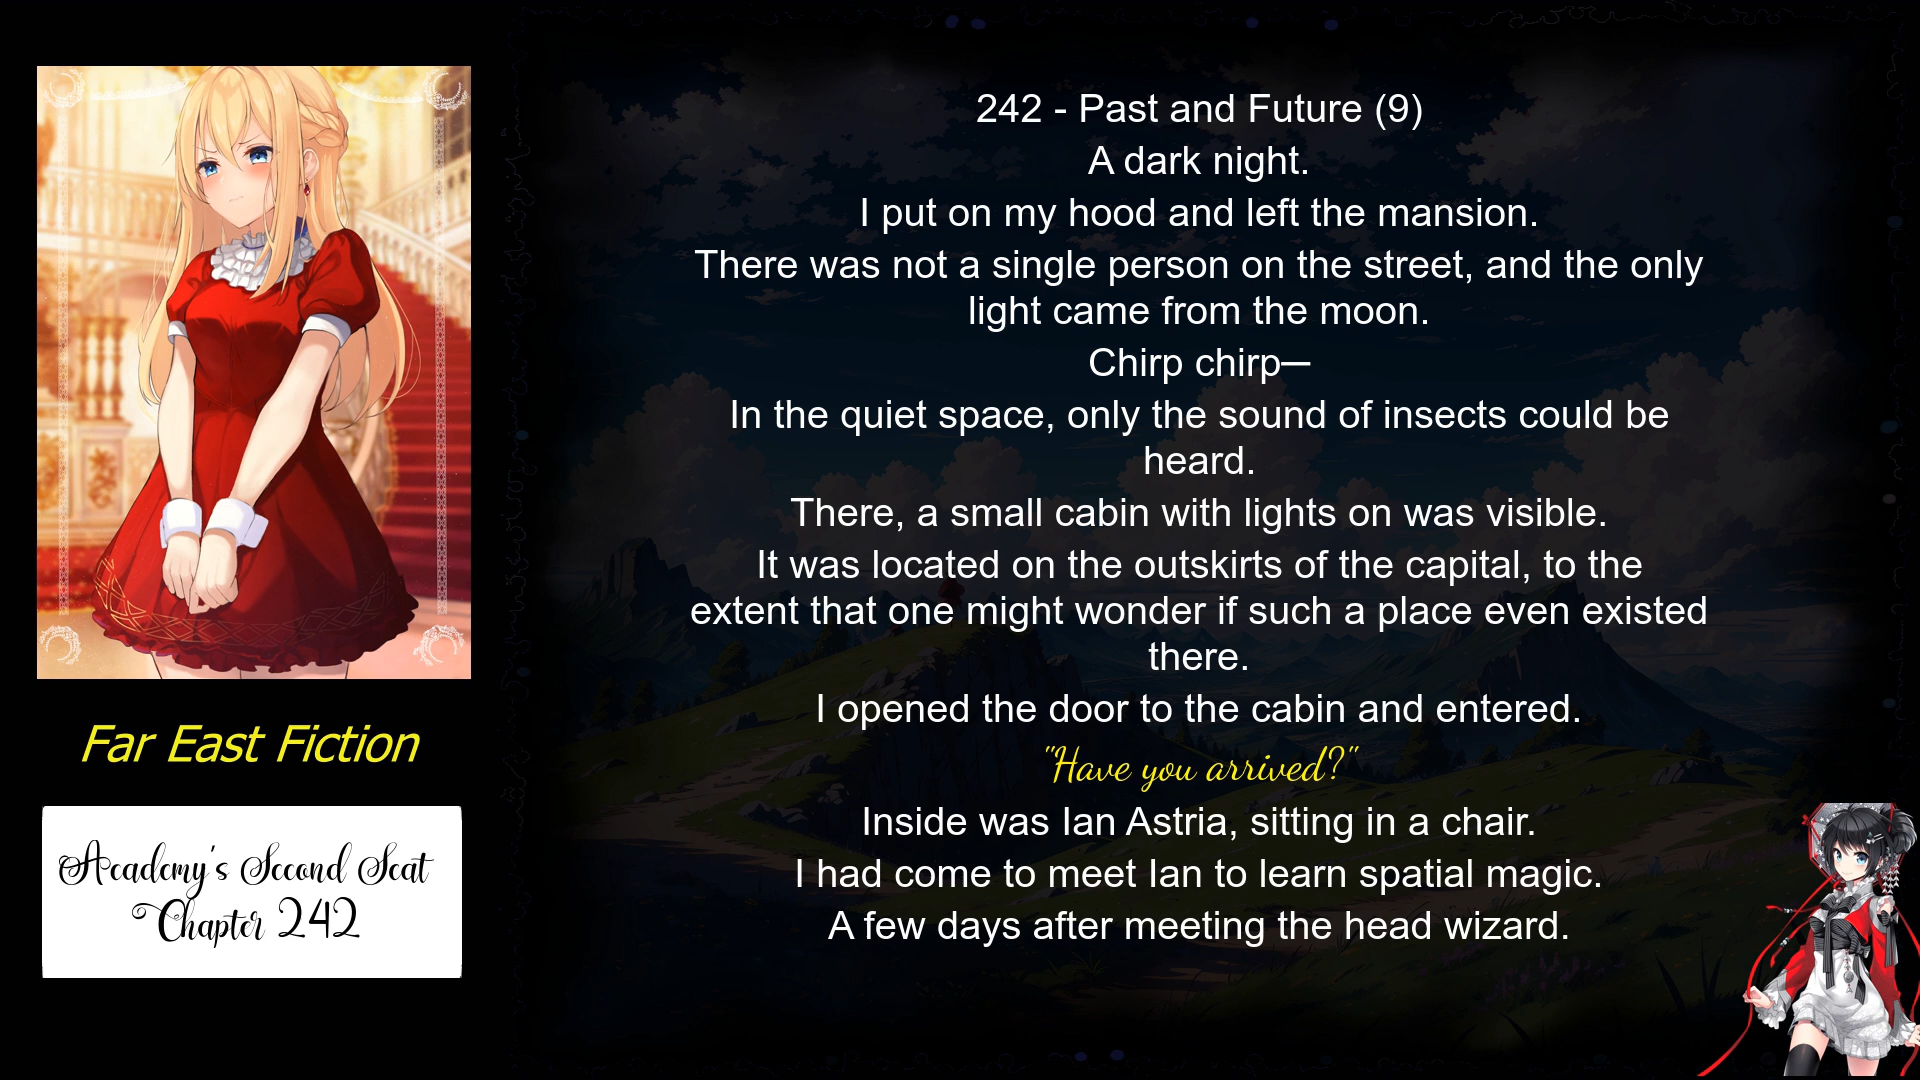 242 - Past and Future (9)
A dark night.
I put on my hood and left the mansion.
There was not a single person on the street, and the only
light came from the moon.
Chirp chirp─
In the quiet space, only the sound of insects could be
heard.
There, a small cabin with lights on was visible.
It was located on the outskirts of the capital, to the
extent that one might wonder if such a place even existed
there.
I opened the door to the cabin and entered.
"Have you arrived?"
Inside was Ian Astria, sitting in a chair.
I had come to meet Ian to learn spatial magic.
A few days after meeting the head wizard.
Far East Fiction
Academy's Second Seat
Chapter 242